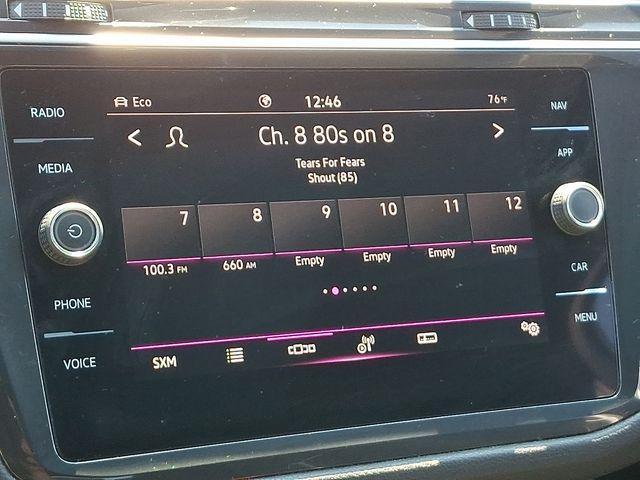 RADIO
MEDIA
PHONE
VOICE
Eco
12:46
76°F
Ch. 8 80s on 8
Tears For Fears
Shout (85)
7
8
9
10
11
12
100.3 FM
660 AM
Empty
Empty
Empty
Empty
SXM
NAV
APP
CAR
MENU